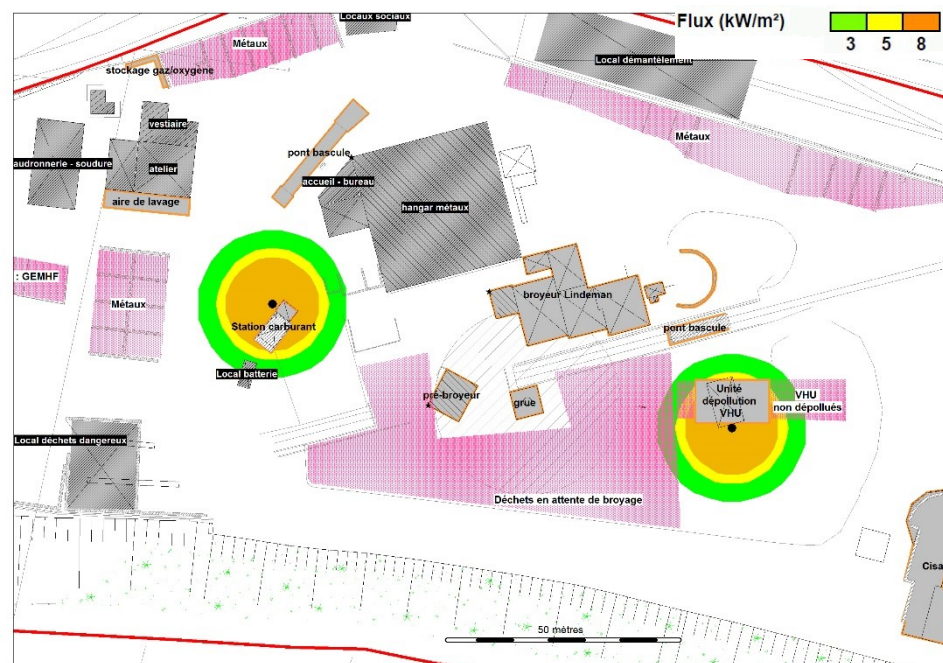 Flux (kW/m²)
3 5 8
Locaux sociaux
Métaux
stockage gaz/oxygène
Local démantèlement
vestiaire
Métaux
pont bascule
audronnerie - soudure
atelier
accueil - bureau
aire de lavage
hangar métaux
: GEMHF
Métaux
broyeur Lindeman
Station carburant
pont bascule
Local batterie
pré-broyeur
grue
Unité
dépollution
VHU
VHU
non dépollués
Local déchets dangereux
Déchets en attente de broyage
Cisa
50 mètres